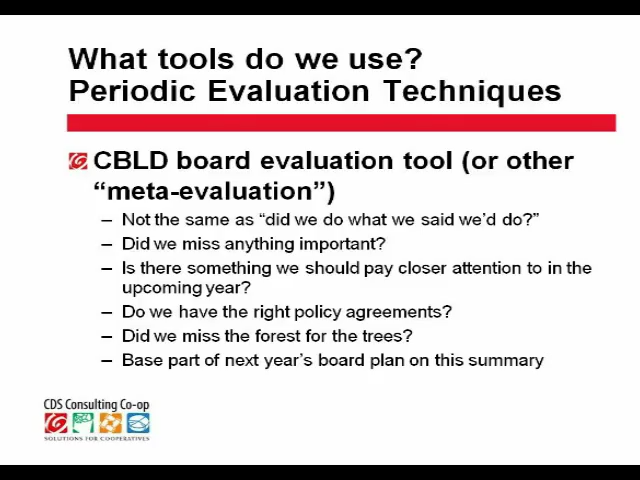 What tools do we use?
Periodic Evaluation Techniques
CBLD board evaluation tool (or other
“meta-evaluation”)
– Not the same as “did we do what we said we’d do?”
– Did we miss anything important?
– Is there something we should pay closer attention to in the
upcoming year?
– Do we have the right policy agreements?
– Did we miss the forest for the trees?
– Base part of next year’s board plan on this summary
CDS Consulting Co-op
SOLUTIONS FOR COOPERATIVES